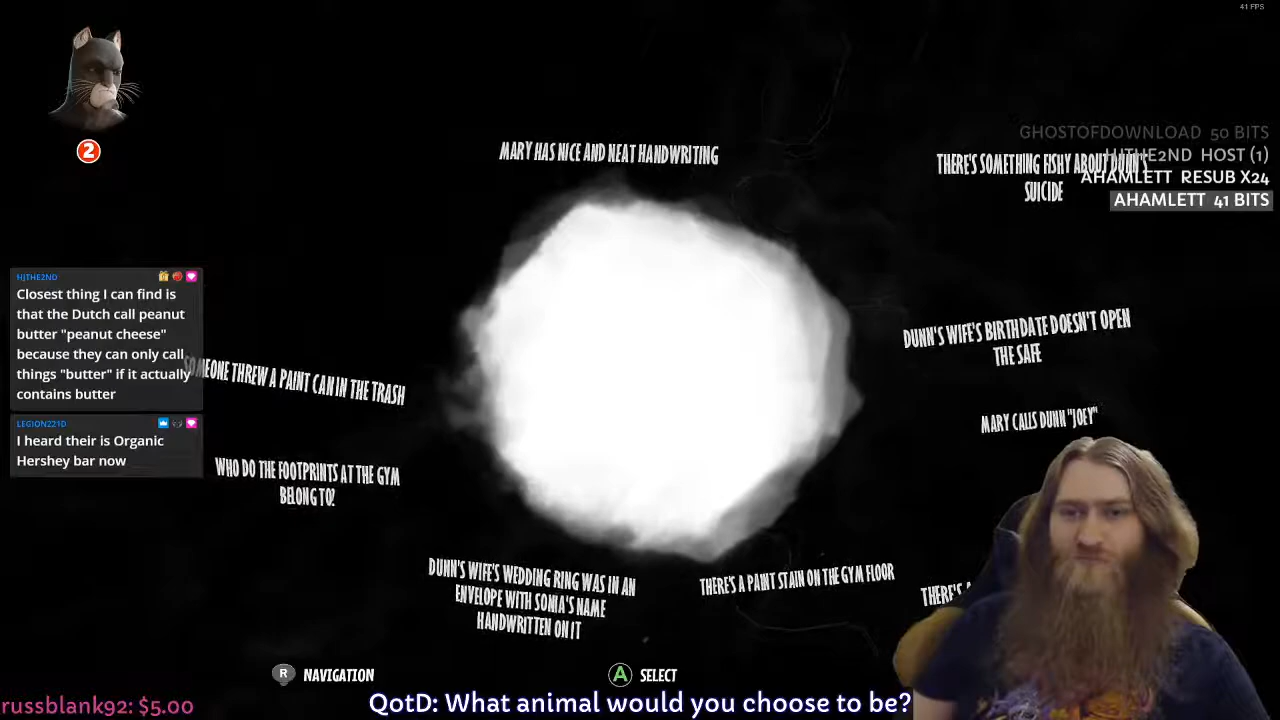 41 FPS
2
MARY HAS NICE AND NEAT HANDWRITING
GHOSTOFDOWNLOAD 50 BITS
HJTHE2ND HOST (1)
THERE'S SOMETHING FISHY ABOUT DUNN'S
SUICIDE
AHAMLETT RESUB X24
AHAMLETT 41 BITS
HJTHE2ND
Closest thing I can find is
that the Dutch call peanut
butter "peanut cheese"
because they can only call
things "butter" if it actually
contains butter
LEGION221D
I heard their is Organic
Hershey bar now
SOMEONE THREW A PAINT CAN IN THE TRASH
WHO DO THE FOOTPRINTS AT THE GYM
BELONG TO?
DUNN'S WIFE'S BIRTHDATE DOESN'T OPEN
THE SAFE
MARY CALLS DUNN "JOEY"
DUNN'S WIFE'S WEDDING RING WAS IN AN
ENVELOPE WITH SONIA'S NAME
HANDWRITTEN ON IT
THERE'S A PAINT STAIN ON THE GYM FLOOR
THERE'S
R NAVIGATION
A SELECT
russblank92: $5.00
QotD: What animal would you choose to be?